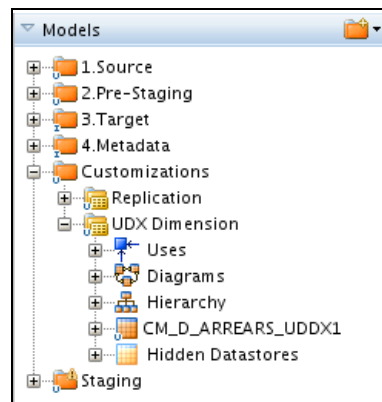 Models
1.Source
2.Pre-Staging
3.Target
4.Metadata
Customizations
Replication
UDX Dimension
Uses
Diagrams
Hierarchy
CM_D_ARREARS_UDDX1
Hidden Datastores
Staging